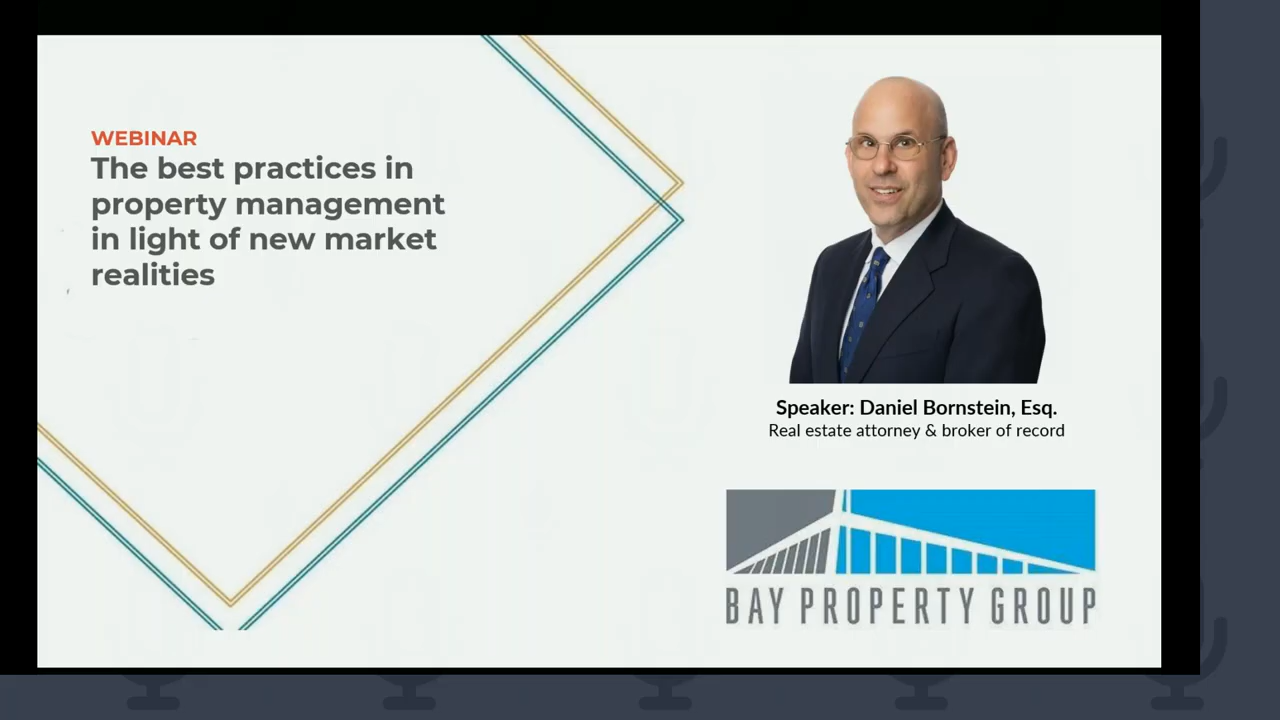 WEBINAR
The best practices in
property management
in light of new market
realities
Speaker: Daniel Bornstein, Esq.
Real estate attorney & broker of record
BAY PROPERTY GROUP